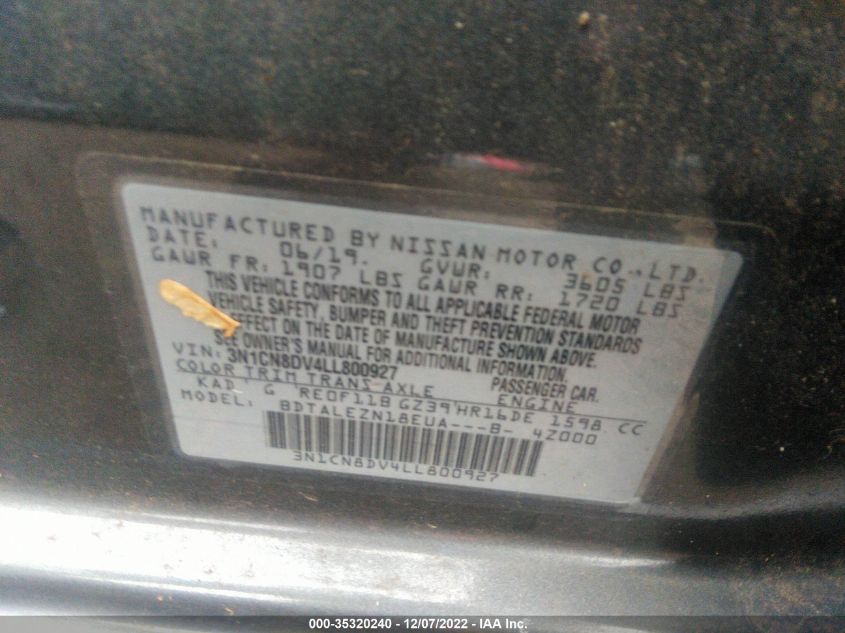 MANUFACTURED BY NISSAN MOTOR CO.,LTD.
DATE: 06/19. GVWR: 3605 LBS
GAWR FR: 1907 LBS GAWR RR: 1720 LBS
THIS VEHICLE CONFORMS TO ALL APPLICABLE FEDERAL MOTOR
VEHICLE SAFETY, BUMPER AND THEFT PREVENTION STANDARDS
EFFECT ON THE DATE OF MANUFACTURE SHOWN ABOVE.
SEE OWNER'S MANUAL FOR ADDITIONAL INFORMATION.
VIN: 3N1CN8DV4LL800927 PASSENGER CAR.
COLOR TRIM TRANS AXLE ENGINE
KAD G RE0F11B GZ39 HR16DE 1598 CC
MODEL: BDTALEZN18EUA---B- 4Z000
3N1CN8DV4LL800927
000-35320240 - 12/07/2022 - IAA Inc.